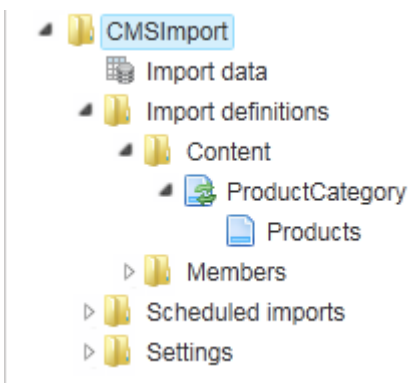 CMSImport
Import data
Import definitions
Content
ProductCategory
Products
Members
Scheduled imports
Settings